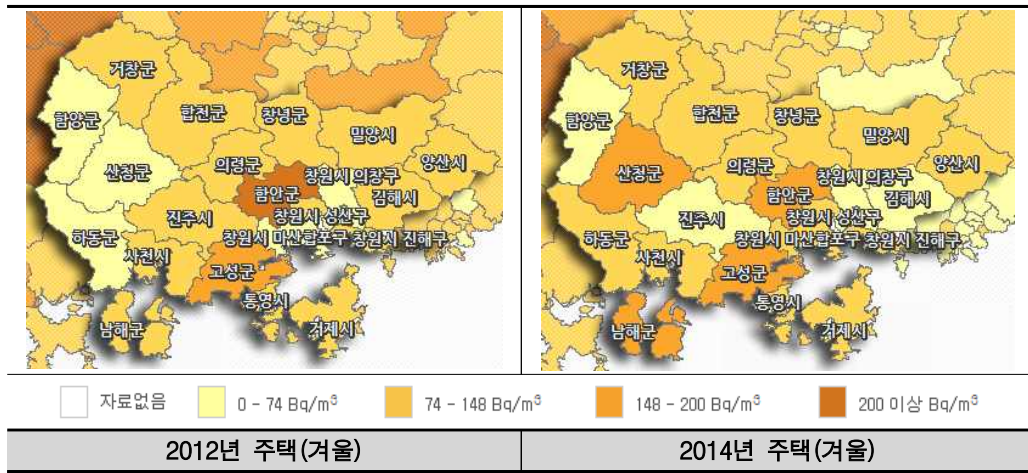 거창군
함양군
합천군
창녕군
밀양시
산청군
의령군
양산시
함안군
창원시 의창구
김해시
진주시
창원시 성산구
하동군
창원시 마산합포구
창원시 진해구
사천시
고성군
통영시
남해군
거제시
거창군
함양군
합천군
창녕군
밀양시
산청군
의령군
양산시
함안군
창원시 의창구
김해시
진주시
창원시 성산구
하동군
창원시 마산합포구
창원시 진해구
사천시
고성군
통영시
남해군
거제시
자료없음
0 - 74 Bq/m³
74 - 148 Bq/m³
148 - 200 Bq/m³
200 이상 Bq/m³
2012년 주택(겨울)
2014년 주택(겨울)